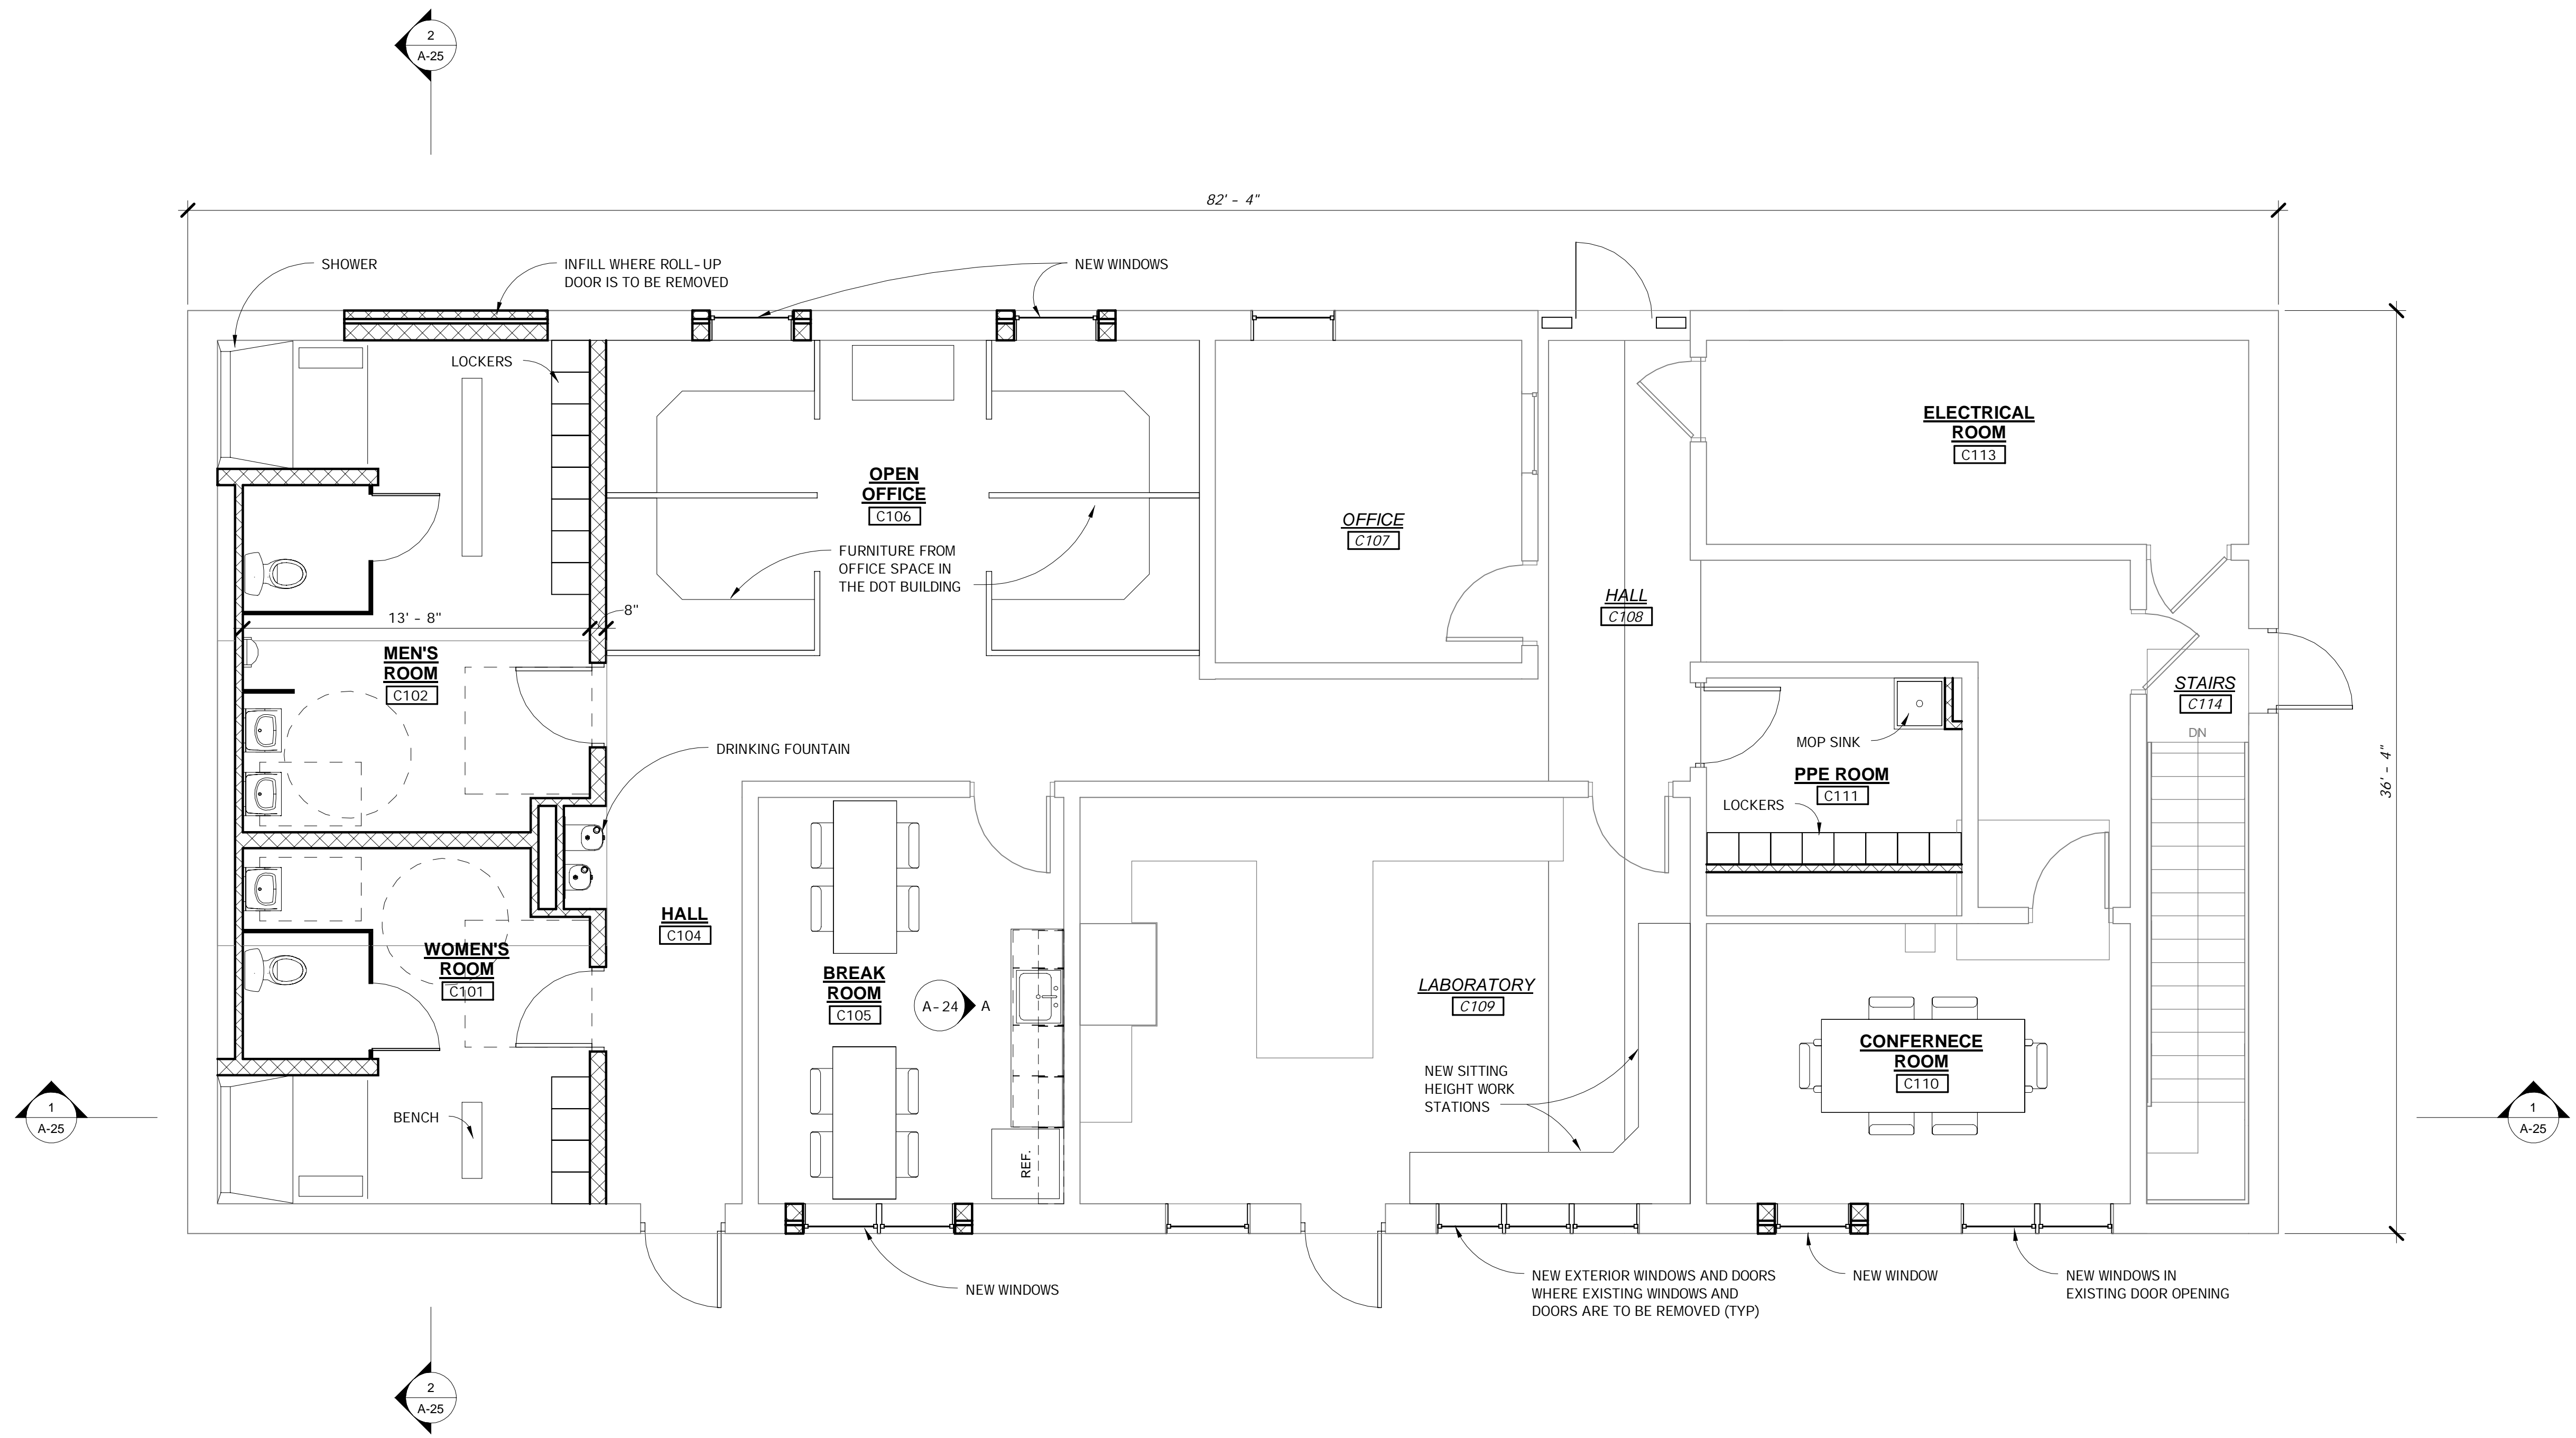 2
A-25
82' - 4"
SHOWER
INFILL WHERE ROLL-UP
DOOR IS TO BE REMOVED
NEW WINDOWS
LOCKERS
OPEN
OFFICE
C106
FURNITURE FROM
OFFICE SPACE IN
THE DOT BUILDING
OFFICE
C107
ELECTRICAL
ROOM
C113
HALL
C108
13' - 8"
8"
MEN'S
ROOM
C102
STAIRS
C114
DN
DRINKING FOUNTAIN
MOP SINK
PPE ROOM
C111
LOCKERS
36' - 4"
HALL
C104
WOMEN'S
ROOM
C101
BREAK
ROOM
C105
A-24
A
LABORATORY
C109
CONFERNECE
ROOM
C110
NEW SITTING
HEIGHT WORK
STATIONS
BENCH
REF.
1
A-25
1
A-25
NEW WINDOWS
NEW EXTERIOR WINDOWS AND DOORS
WHERE EXISTING WINDOWS AND
DOORS ARE TO BE REMOVED (TYP)
NEW WINDOW
NEW WINDOWS IN
EXISTING DOOR OPENING
2
A-25